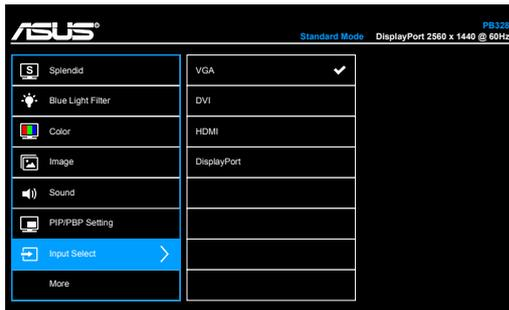 ASUS
PB328
Standard Mode DisplayPort 2560 x 1440 @ 60Hz
S Splendid
Blue Light Filter
Color
Image
Sound
PIP/PBP Setting
Input Select
More
VGA
DVI
HDMI
DisplayPort